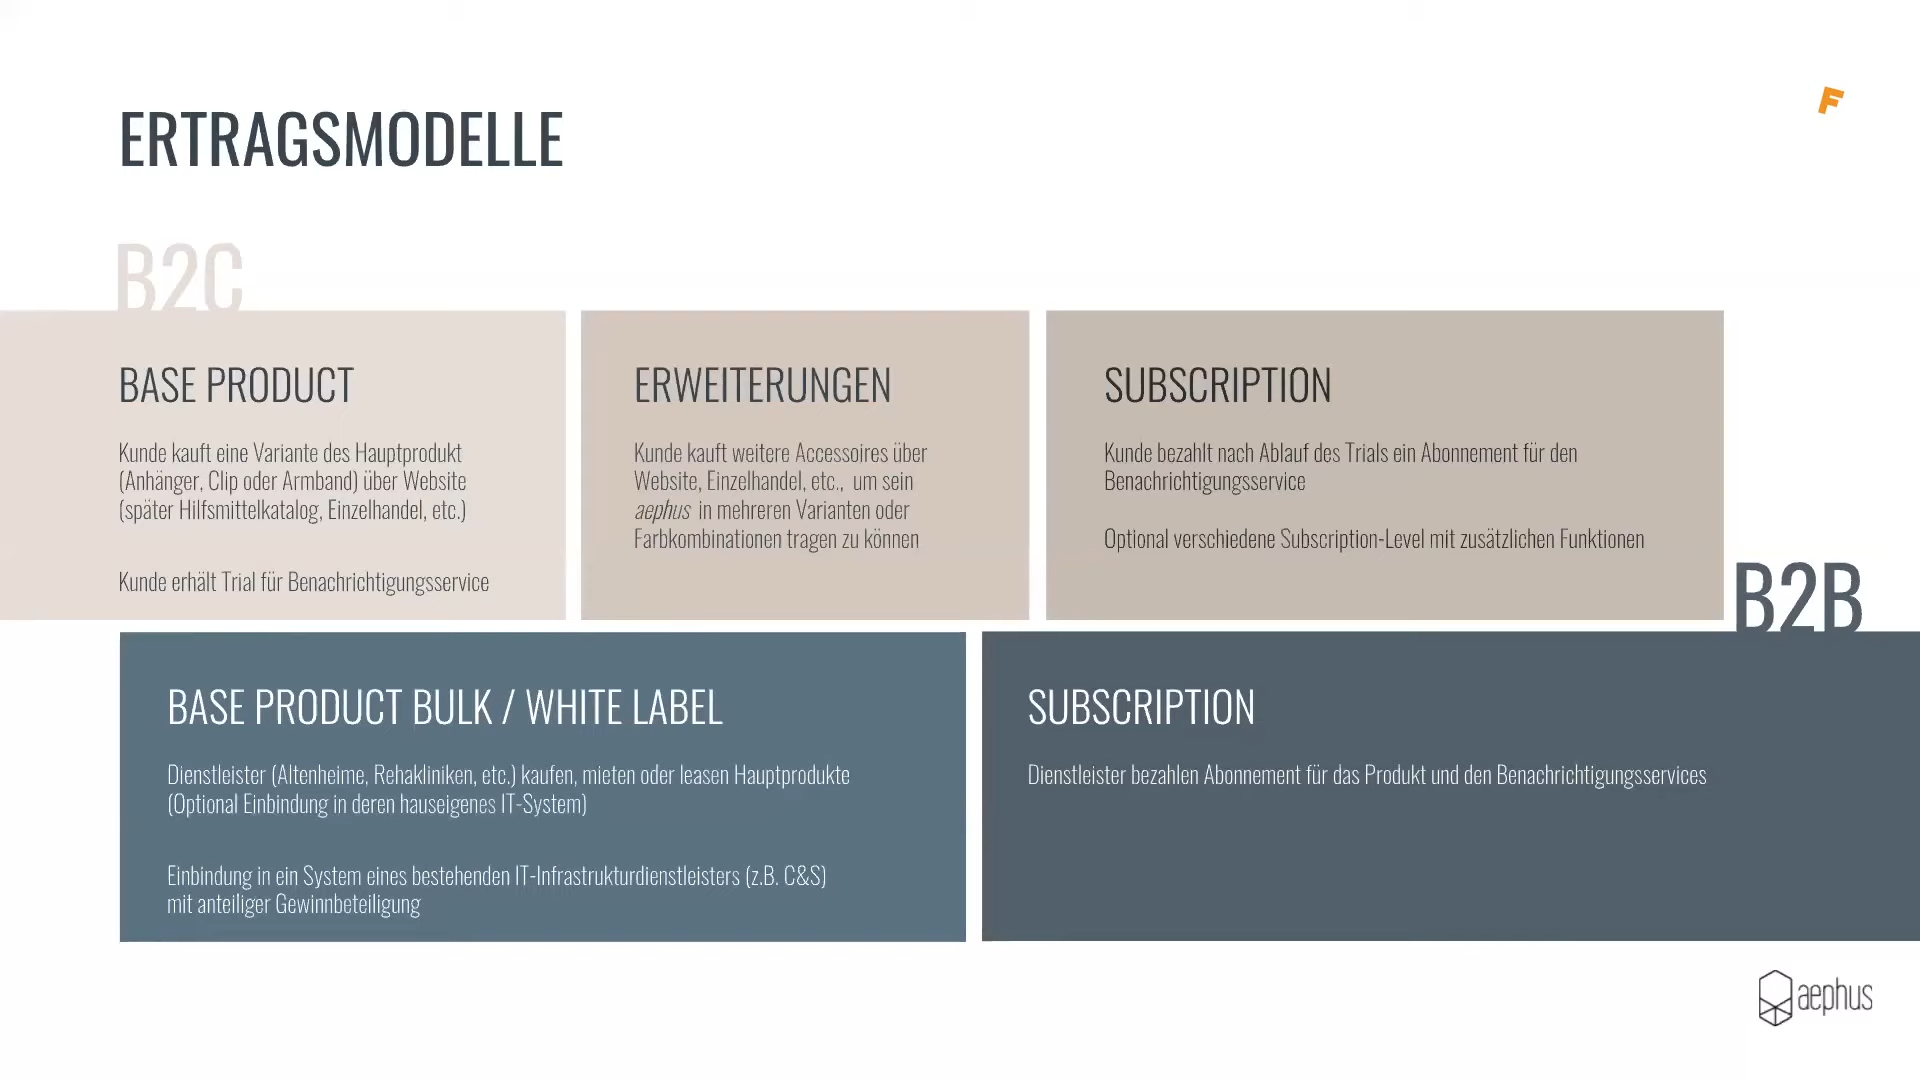 ERTRAGSMODELLE
F
B2C
BASE PRODUCT
Kunde kauft eine Variante des Hauptprodukt
(Anhänger, Clip oder Armband) über Website
(später Hilfsmittelkatalog, Einzelhandel, etc.)
Kunde erhält Trial für Benachrichtigungsservice
ERWEITERUNGEN
Kunde kauft weitere Accessoires über
Website, Einzelhandel, etc., um sein
aephus in mehreren Varianten oder
Farbkombinationen tragen zu können
SUBSCRIPTION
Kunde bezahlt nach Ablauf des Trials ein Abonnement für den
Benachrichtigungsservice
Optional verschiedene Subscription-Level mit zusätzlichen Funktionen
B2B
BASE PRODUCT BULK / WHITE LABEL
Dienstleister (Altenheime, Rehakliniken, etc.) kaufen, mieten oder leasen Hauptprodukte
(Optional Einbindung in deren hauseigenes IT-System)
Einbindung in ein System eines bestehenden IT-Infrastrukturdienstleisters (z.B. C&S)
mit anteiliger Gewinnbeteiligung
SUBSCRIPTION
Dienstleister bezahlen Abonnement für das Produkt und den Benachrichtigungsservices
aephus